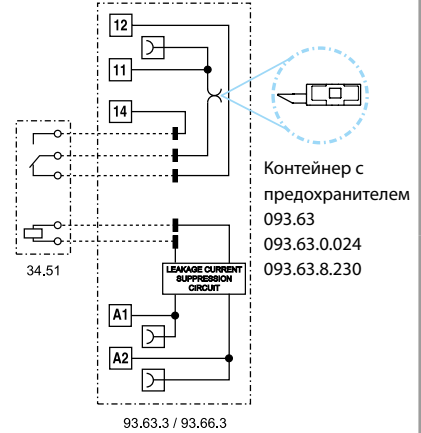 12
11
14
34.51
LEAKAGE CURRENT
SUPPRESSION
CIRCUIT
A1
A2
93.63.3 / 93.66.3
Контейнер с
предохранителем
093.63
093.63.0.024
093.63.8.230